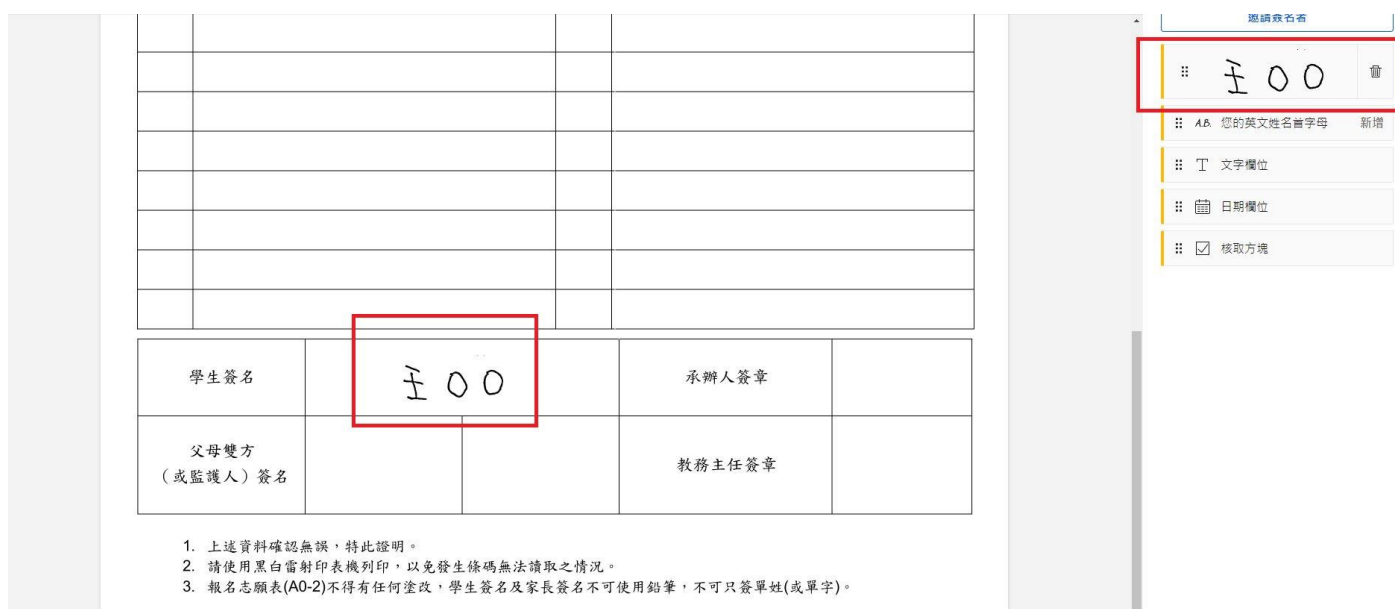 邀請簽名者
王OO
A.B. 您的英文姓名首字母 新增
文字欄位
日期欄位
核取方塊
學生簽名
王OO
承辦人簽章
父母雙方
（或監護人）簽名
教務主任簽章
1. 上述資料確認無誤，特此證明。
2. 請使用黑白雷射印表機列印，以免發生條碼無法讀取之情況。
3. 報名志願表(A0-2)不得有任何塗改，學生簽名及家長簽名不可使用鉛筆，不可只簽單姓(或單字)。